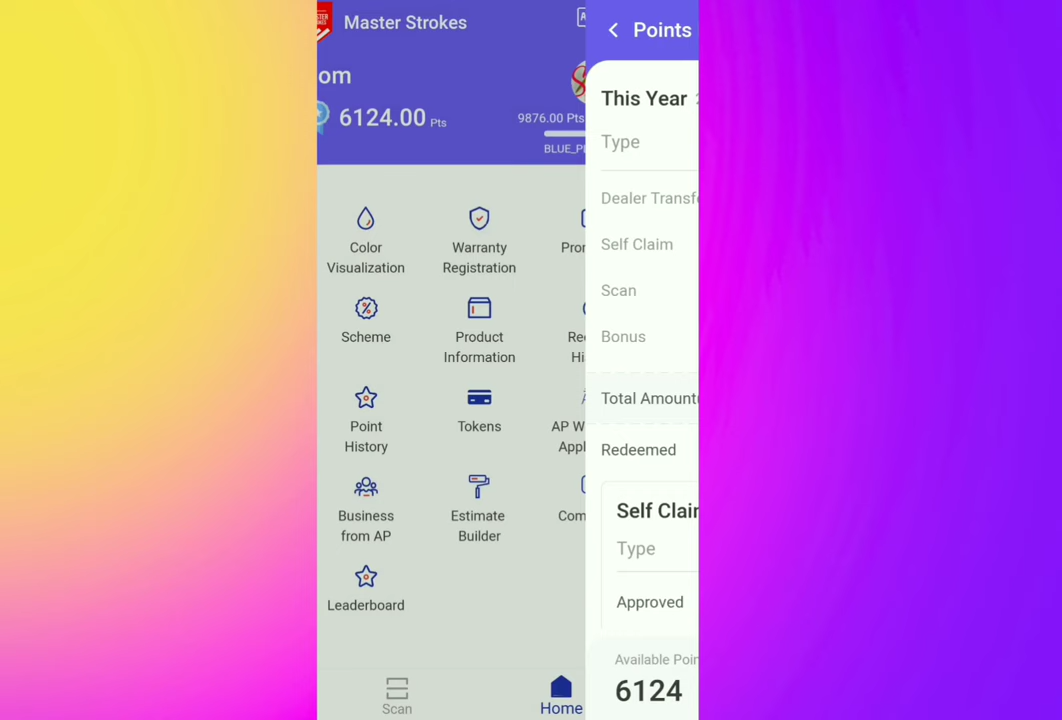 Master Strokes
om
6124.00 Pts
9876.00 Pts
BLUE_P
Color
Visualization
Warranty
Registration
Pro
Scheme
Product
Information
Re
Hi
Point
History
Tokens
AP W
Appl
Business
from AP
Estimate
Builder
Com
Leaderboard
Scan
Home
Points
This Year
Type
Dealer Transf
Self Claim
Scan
Bonus
Total Amount
Redeemed
Self Clai
Type
Approved
Available Poi
6124